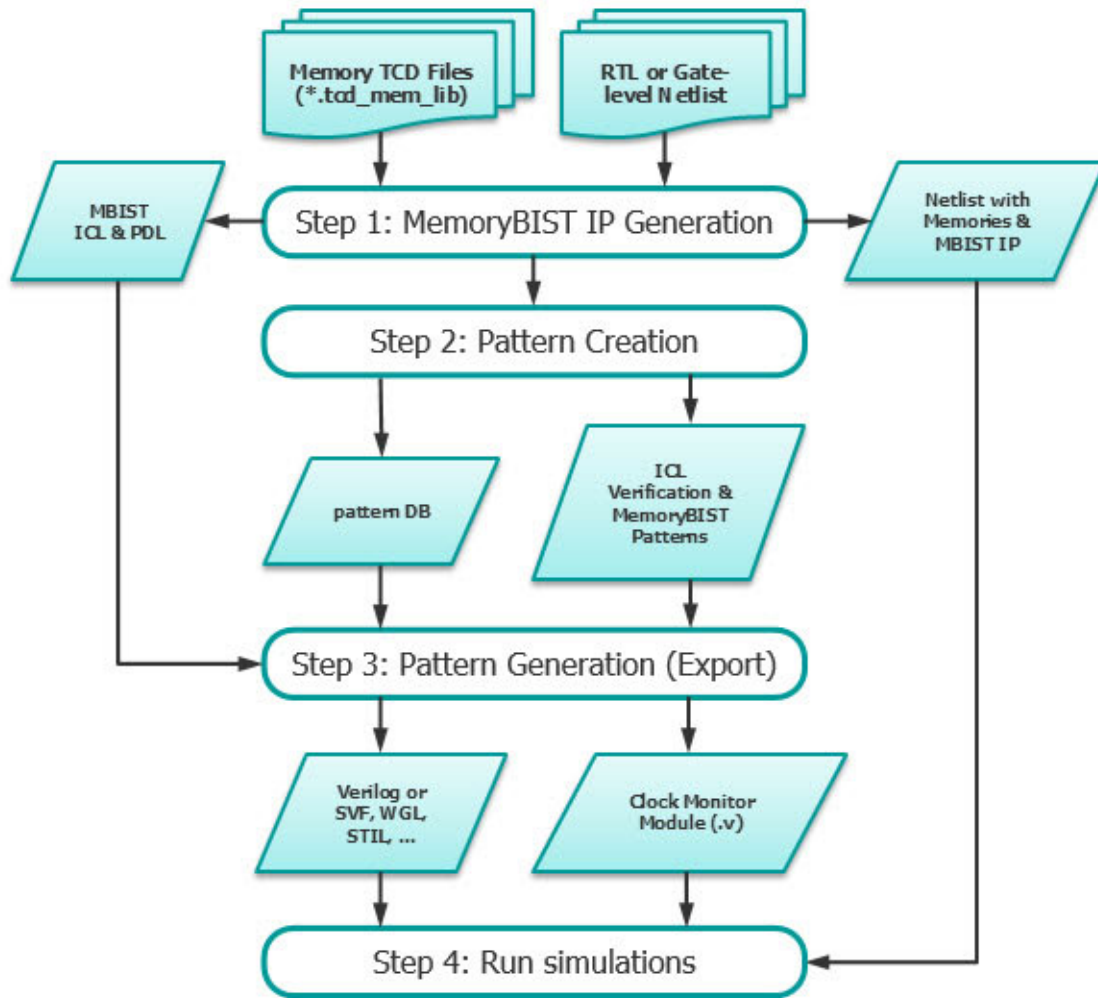 Memory TCD Files
(*.tcd_mem_lib)
RTL or Gate-
level Netlist
MBIST
ICL & PDL
Step 1: MemoryBIST IP Generation
Netlist with
Memories &
MBIST IP
Step 2: Pattern Creation
pattern DB
ICL
Verification &
MemoryBIST
Patterns
Step 3: Pattern Generation (Export)
Verilog or
SVF, WGL,
STIL, ...
Clock Monitor
Module (.v)
Step 4: Run simulations